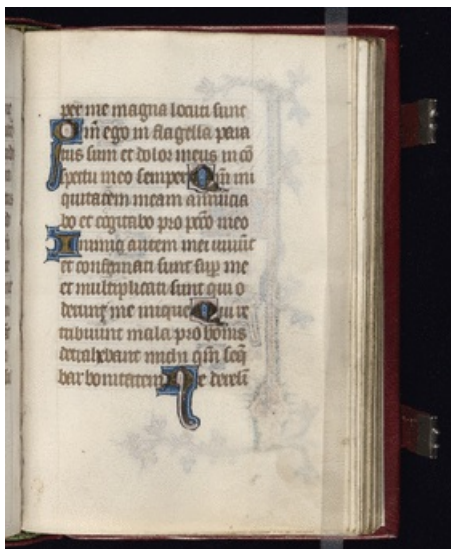 per me magna locuti sunt
Qm̄ ego in flagella para
tus sum et dolor meus in cō
spectu meo semper Qm̄ ini
quitatem meam annūcia
bo et cogitabo pro pcc̄o meo
Inimici autem mei uiuūt
et confirmati sunt sup̄ me
et multiplicati sunt qui o
derunt me inique Qui re
tribuunt mala pro bonis
detrahebant michi qm̄ seq̄
bar bonitatem Ne derelī